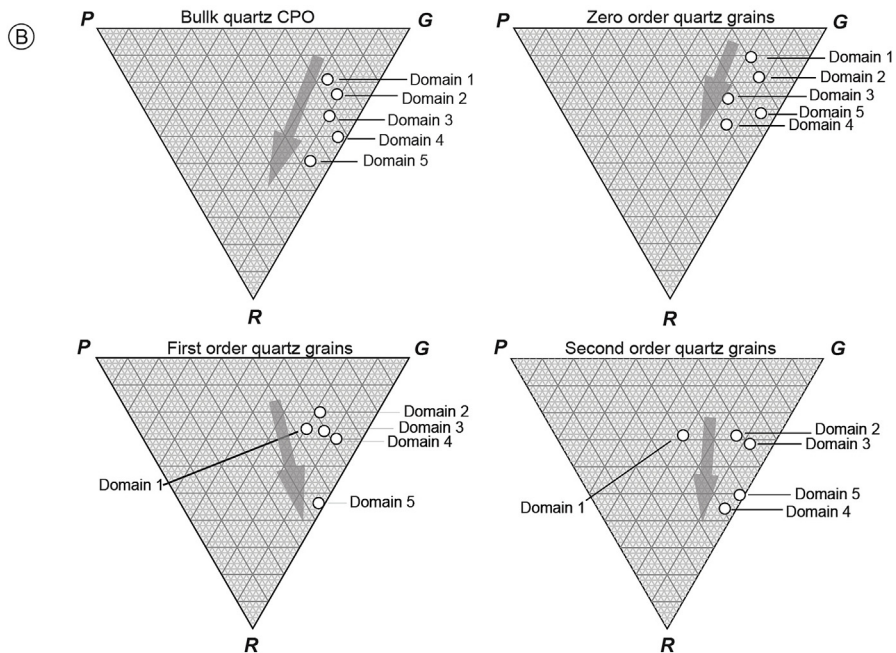 B
Bullk quartz CPO
P
G
Domain 1
Domain 2
Domain 3
Domain 4
Domain 5
R
Zero order quartz grains
P
G
Domain 1
Domain 2
Domain 3
Domain 5
Domain 4
R
First order quartz grains
P
G
Domain 2
Domain 3
Domain 4
Domain 1
Domain 5
R
Second order quartz grains
P
G
Domain 2
Domain 3
Domain 1
Domain 5
Domain 4
R